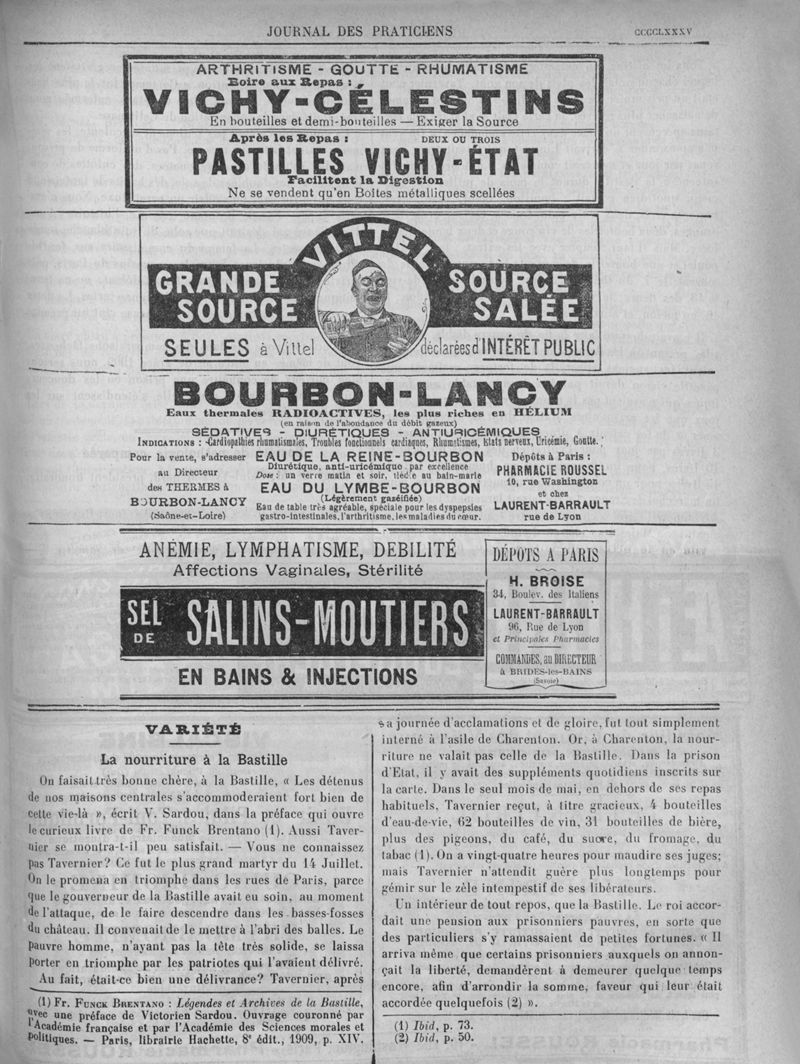 JOURNAL DES PRATICIENS
CCCCLXXXV
ARTHRITISME - GOUTTE - RHUMATISME
Boire aux Repas :
VICHY-CÉLESTINS
En bouteilles et demi-bouteilles — Exiger la Source
Après les Repas : DEUX OU TROIS
PASTILLES VICHY-ÉTAT
Facilitent la Digestion
Ne se vendent qu'en Boîtes métalliques scellées
VITTEL
GRANDE SOURCE
SOURCE SALÉE
SEULES à Vittel déclarées d'INTÉRÊT PUBLIC
BOURBON-LANCY
Eaux thermales RADIOACTIVES, les plus riches en HÉLIUM
(en raison de l'abondance du débit gazeux)
SÉDATIVES - DIURÉTIQUES - ANTIURICÉMIQUES
INDICATIONS : Cardiopathies rhumatismales, Troubles fonctionnels cardiaques, Rhumatismes, Etats nerveux, Uricémie, Goutte.
Pour la vente, s'adresser
au Directeur
des THERMES à
BOURBON-LANCY
(Saône-et-Loire)
EAU DE LA REINE-BOURBON
Diurétique, anti-uricémique par excellence
Dose : un verre matin et soir, tiède au bain-marie
EAU DU LYMBE-BOURBON
(Légèrement gazéifiée)
Eau de table très agréable, spéciale pour les dyspepsies
gastro-intestinales, l'arthritisme, les maladies du cœur.
Dépôts à Paris :
PHARMACIE ROUSSEL
10, rue Washington
et chez
LAURENT-BARRAULT
rue de Lyon
ANÉMIE, LYMPHATISME, DEBILITÉ
Affections Vaginales, Stérilité
SEL DE SALINS-MOUTIERS
EN BAINS & INJECTIONS
DÉPOTS A PARIS
H. BROISE
34, Boulev. des Italiens
LAURENT-BARRAULT
96, Rue de Lyon
et Principales Pharmacies
COMMANDES, au DIRECTEUR
à BRIDES-les-BAINS
(Savoie)
VARIÉTÉ
La nourriture à la Bastille
On faisait très bonne chère, à la Bastille, « Les détenus
de nos maisons centrales s'accommoderaient fort bien de
cette vie-là », écrit V. Sardou, dans la préface qui ouvre
le curieux livre de Fr. Funck Brentano (1). Aussi Taver-
nier se montra-t-il peu satisfait. — Vous ne connaissez
pas Tavernier ? Ce fut le plus grand martyr du 14 Juillet.
On le promena en triomphe dans les rues de Paris, parce
que le gouverneur de la Bastille avait eu soin, au moment
de l'attaque, de le faire descendre dans les basses-fosses
du château. Il convenait de le mettre à l'abri des balles. Le
pauvre homme, n'ayant pas la tête très solide, se laissa
porter en triomphe par les patriotes qui l'avaient délivré.
Au fait, était-ce bien une délivrance? Tavernier, après
(1) Fr. FUNCK BRENTANO : Légendes et Archives de la Bastille,
avec une préface de Victorien Sardou. Ouvrage couronné par
l'Académie française et par l'Académie des Sciences morales et
politiques. — Paris, librairie Hachette, 8e édit., 1909, p. XIV.
sa journée d'acclamations et de gloire, fut tout simplement
interné à l'asile de Charenton. Or, à Charenton, la nour-
riture ne valait pas celle de la Bastille. Dans la prison
d'Etat, il y avait des suppléments quotidiens inscrits sur
la carte. Dans le seul mois de mai, en dehors de ses repas
habituels, Tavernier reçut, à titre gracieux, 4 bouteilles
d'eau-de-vie, 62 bouteilles de vin, 31 bouteilles de bière,
plus des pigeons, du café, du sucre, du fromage, du
tabac (1). On a vingt-quatre heures pour maudire ses juges;
mais Tavernier n'attendit guère plus longtemps pour
gémir sur le zèle intempestif de ses libérateurs.
Un intérieur de tout repos, que la Bastille. Le roi accor-
dait une pension aux prisonniers pauvres, en sorte que
des particuliers s'y ramassaient de petites fortunes. « Il
arriva même que certains prisonniers auxquels on annon-
çait la liberté, demandèrent à demeurer quelque temps
encore, afin d'arrondir la somme, faveur qui leur était
accordée quelquefois (2) ».
(1) Ibid, p. 73.
(2) Ibid, p. 50.